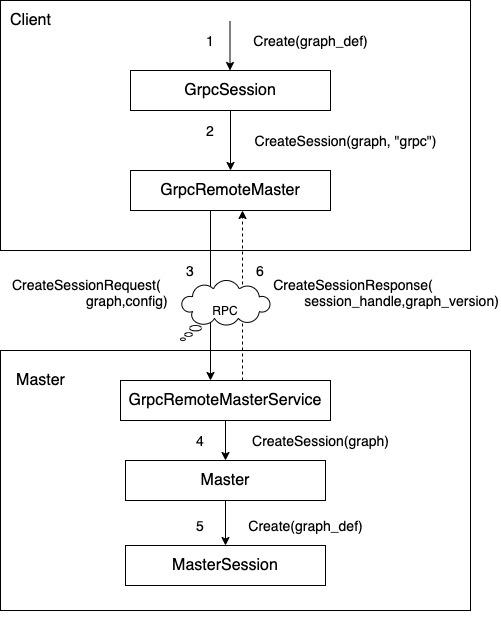 Client
1
Create(graph_def)
GrpcSession
2
CreateSession(graph, "grpc")
GrpcRemoteMaster
3
6
CreateSessionRequest(
graph,config)
CreateSessionResponse(
session_handle,graph_version)
RPC
Master
GrpcRemoteMasterService
4
CreateSession(graph)
Master
5
Create(graph_def)
MasterSession